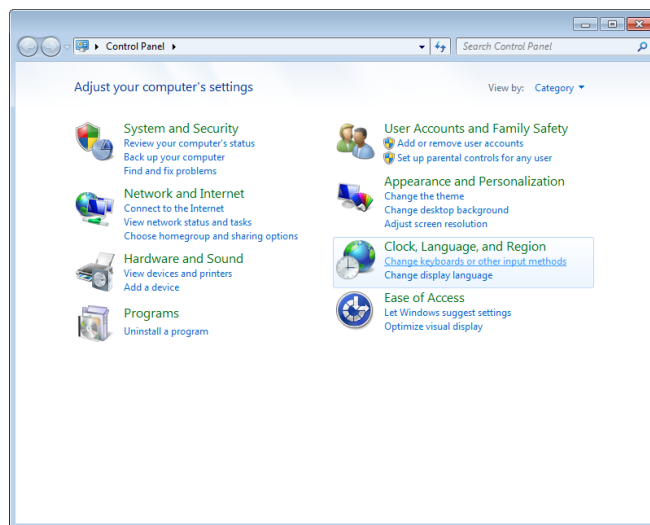 Control Panel
Search Control Panel
Adjust your computer's settings
View by: Category
System and Security
Review your computer's status
Back up your computer
Find and fix problems
Network and Internet
Connect to the Internet
View network status and tasks
Choose homegroup and sharing options
Hardware and Sound
View devices and printers
Add a device
Programs
Uninstall a program
User Accounts and Family Safety
Add or remove user accounts
Set up parental controls for any user
Appearance and Personalization
Change the theme
Change desktop background
Adjust screen resolution
Clock, Language, and Region
Change keyboards or other input methods
Change display language
Ease of Access
Let Windows suggest settings
Optimize visual display